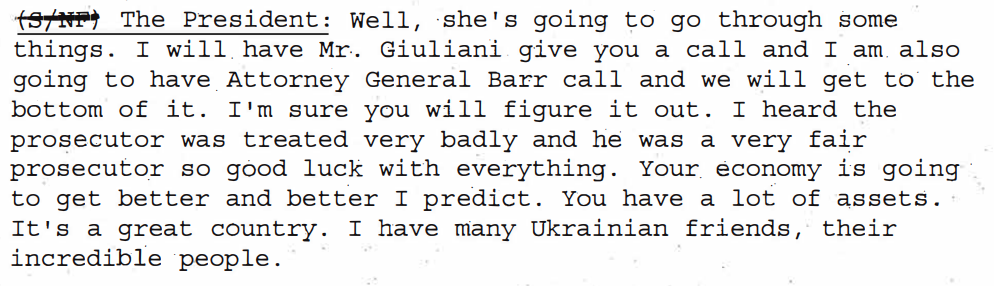 (S/NF) The President: Well, she's going to go through some
things. I will have Mr. Giuliani give you a call and I am also
going to have Attorney General Barr call and we will get to the
bottom of it. I'm sure you will figure it out. I heard the
prosecutor was treated very badly and he was a very fair
prosecutor so good luck with everything. Your economy is going
to get better and better I predict. You have a lot of assets.
It's a great country. I have many Ukrainian friends, their
incredible people.